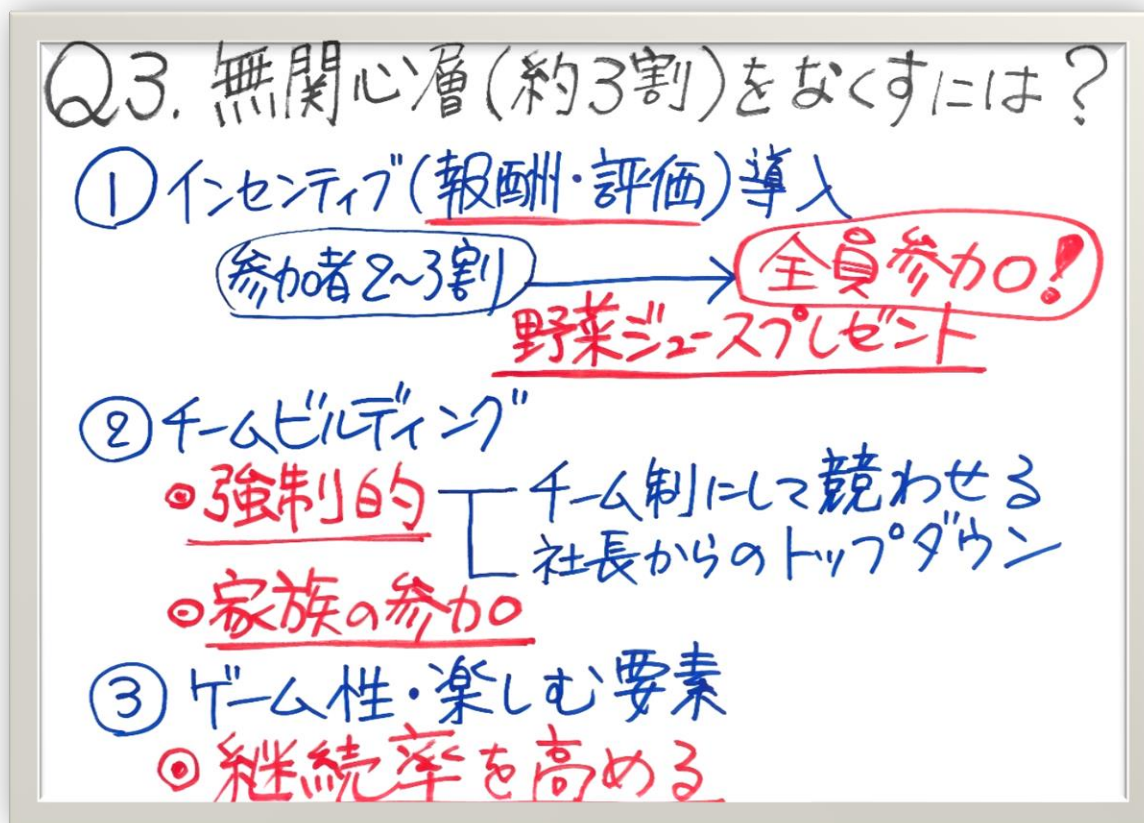 Q3. 無関心層(約3割)をなくすには?
① インセンティブ(報酬・評価)導入
参加者2~3割 → 全員参加!
野菜ジュースプレゼント
② チームビルディング
◎強制的 チーム制にして競わせる
社長からのトップダウン
◎家族の参加
③ ゲーム性・楽しむ要素
◎継続率を高める